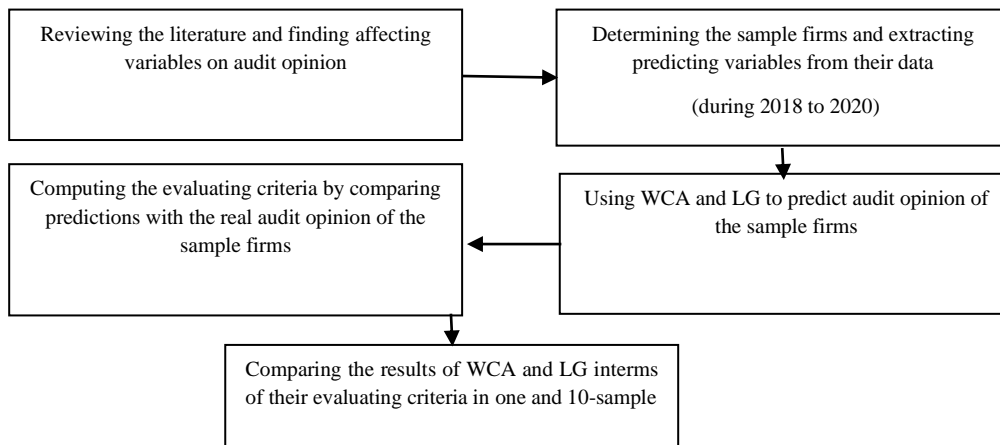 Reviewing the literature and finding affecting
variables on audit opinion
Determining the sample firms and extracting
predicting variables from their data
(during 2018 to 2020)
Using WCA and LG to predict audit opinion of
the sample firms
Computing the evaluating criteria by comparing
predictions with the real audit opinion of the
sample firms
Comparing the results of WCA and LG interms
of their evaluating criteria in one and 10-sample